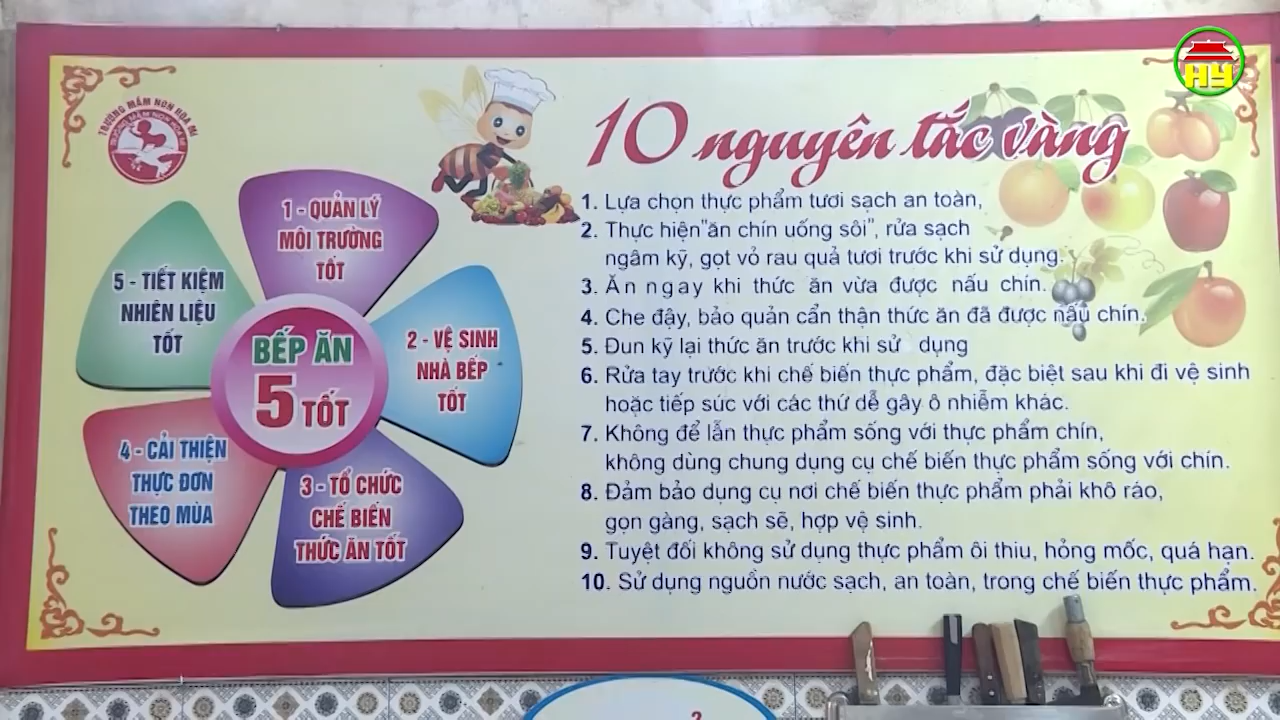 HY
TRƯỜNG MẦM NON HOẠ MI
10 nguyên tắc vàng
1 - QUẢN LÝ
MÔI TRƯỜNG
TỐT
2 - VỆ SINH
NHÀ BẾP
TỐT
3 - TỔ CHỨC
CHẾ BIẾN
THỨC ĂN TỐT
4 - CẢI THIỆN
THỰC ĐƠN
THEO MÙA
5 - TIẾT KIỆM
NHIÊN LIỆU
TỐT
BẾP ĂN
5 TỐT
1. Lựa chọn thực phẩm tươi sạch an toàn,
2. Thực hiện"ăn chín uống sôi", rửa sạch
ngâm kỹ, gọt vỏ rau quả tươi trước khi sử dụng.
3. Ăn ngay khi thức ăn vừa được nấu chín.
4. Che đậy, bảo quản cẩn thận thức ăn đã được nấu chín.
5. Đun kỹ lại thức ăn trước khi sử dụng
6. Rửa tay trước khi chế biến thực phẩm, đặc biệt sau khi đi vệ sinh
hoặc tiếp súc với các thứ dễ gây ô nhiễm khác.
7. Không để lẫn thực phẩm sống với thực phẩm chín,
không dùng chung dụng cụ chế biến thực phẩm sống với chín.
8. Đảm bảo dụng cụ nơi chế biến thực phẩm phải khô ráo,
gọn gàng, sạch sẽ, hợp vệ sinh.
9. Tuyệt đối không sử dụng thực phẩm ôi thiu, hỏng mốc, quá hạn.
10. Sử dụng nguồn nước sạch, an toàn, trong chế biến thực phẩm.